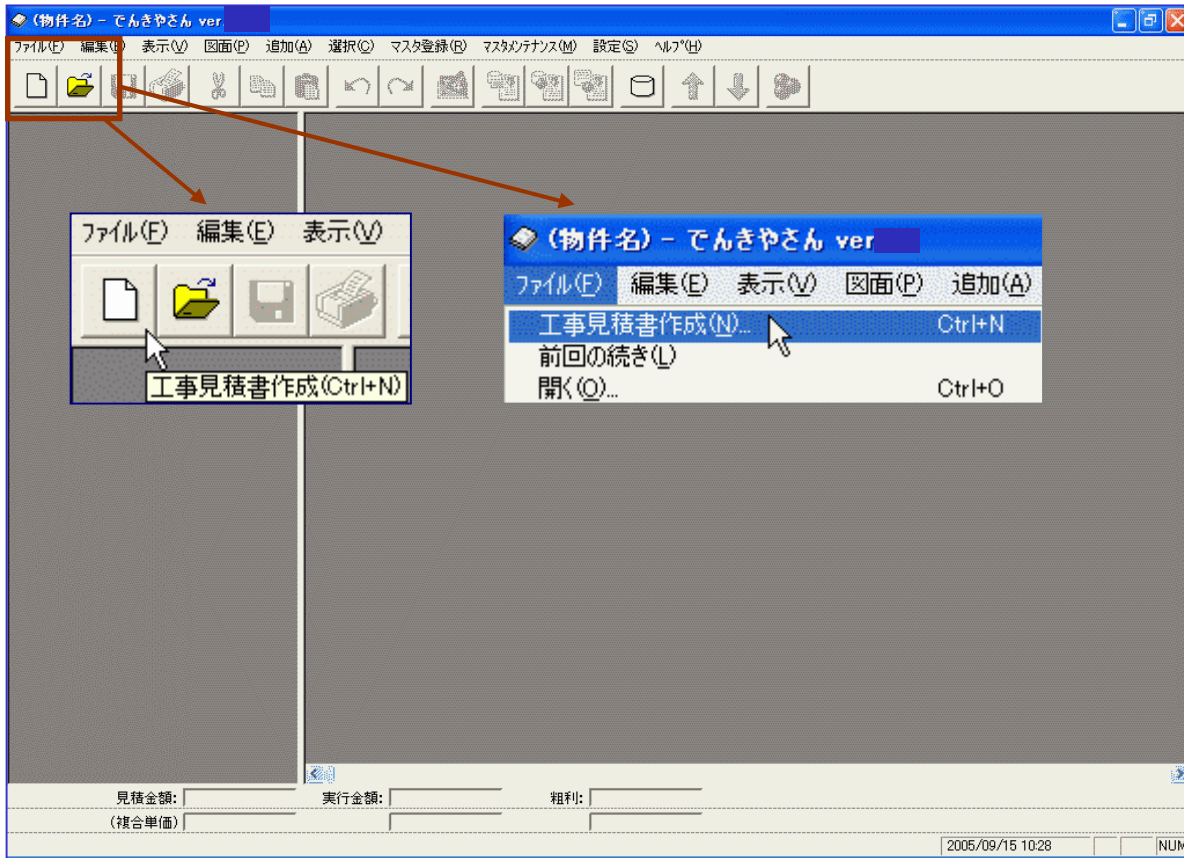 (物件名) - でんきやさん ver
ファイル(F) 編集(E) 表示(V) 図面(P) 追加(A) 選択(C) マスタ登録(R) マスタメンテナンス(M) 設定(S) ヘルプ(H)
ファイル(F) 編集(E) 表示(V)
工事見積書作成(Ctrl+N)
(物件名) - でんきやさん ver
ファイル(F) 編集(E) 表示(V) 図面(P) 追加(A)
工事見積書作成(N)... Ctrl+N
前回の続き(L)
開く(O)... Ctrl+O
見積金額: 実行金額: 粗利:
(複合単価)
2005/09/15 10:28 NUM